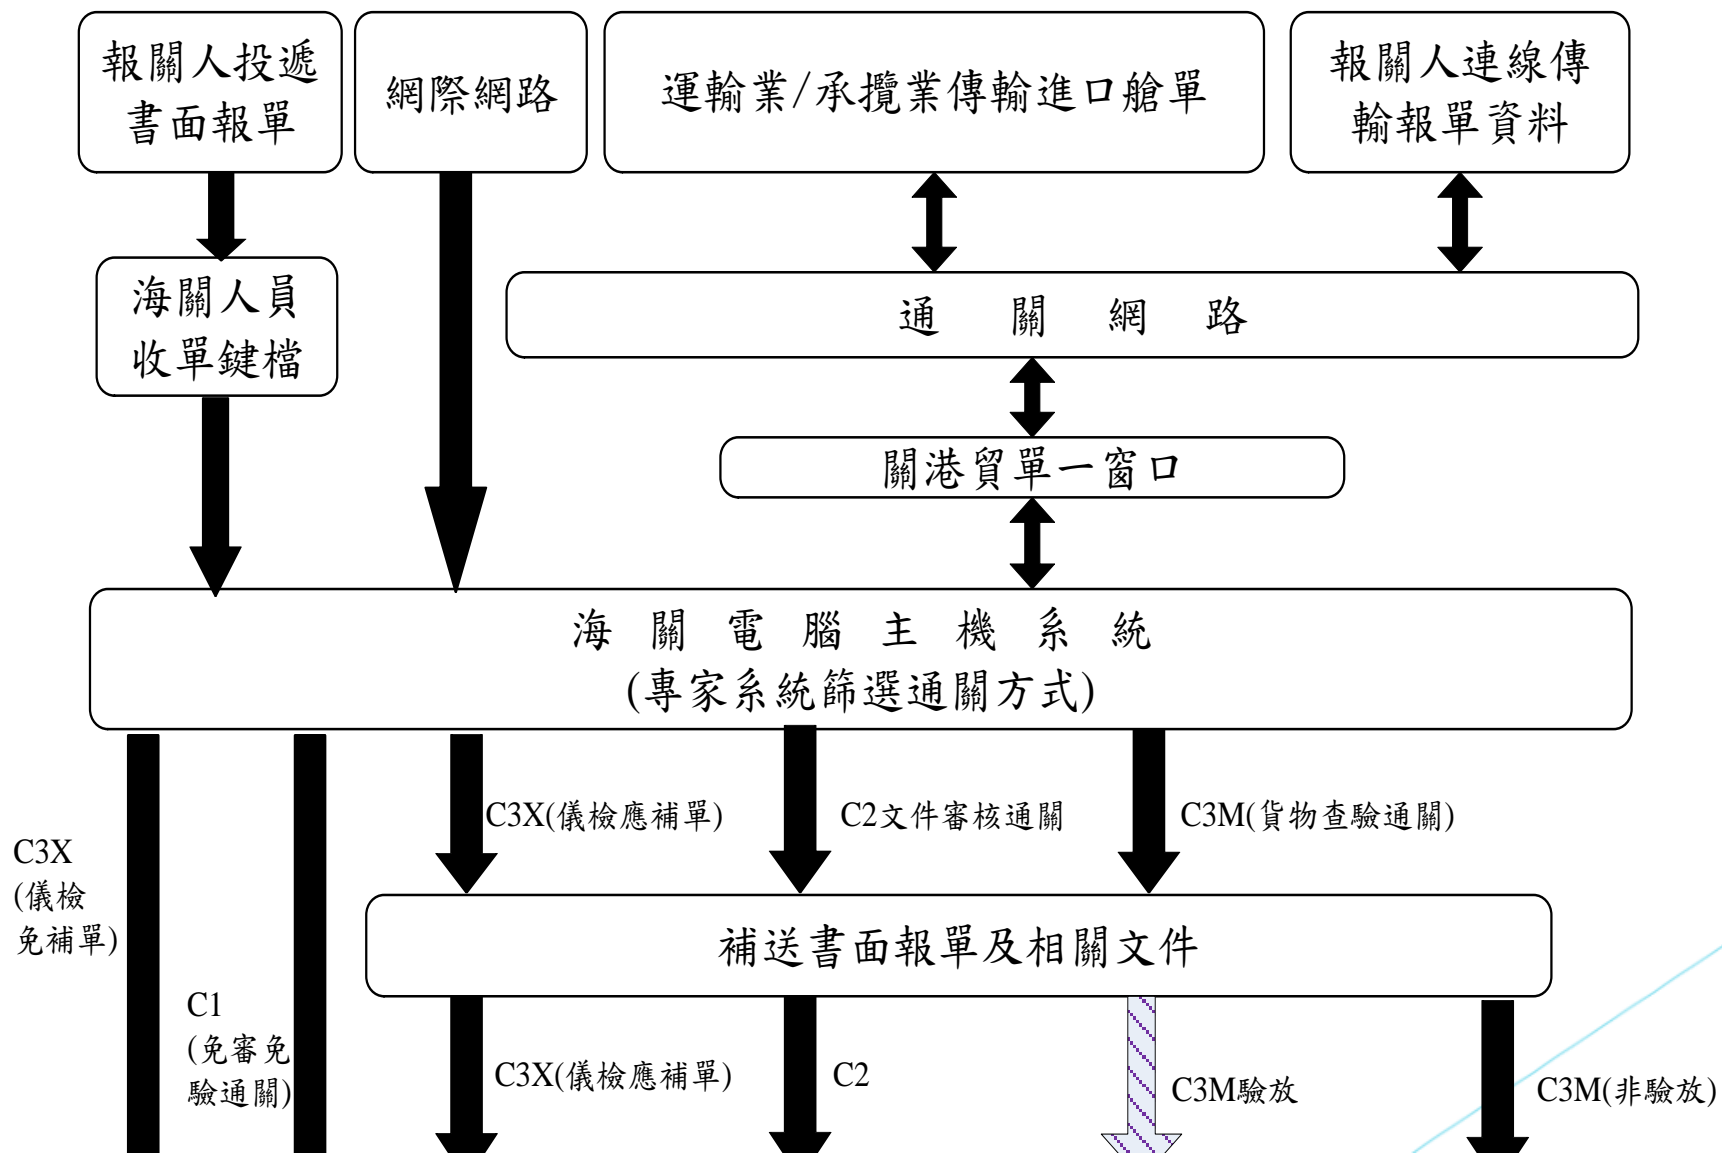 報關人投遞
書面報單
網際網路
運輸業/承攬業傳輸進口艙單
報關人連線傳
輸報單資料
海關人員
收單鍵檔
通關網路
關港貿單一窗口
海關電腦主機系統
(專家系統篩選通關方式)
C3X(儀檢應補單)
C2文件審核通關
C3M(貨物查驗通關)
C3X
(儀檢
免補單)
補送書面報單及相關文件
C1
(免審免
驗通關)
C3X(儀檢應補單)
C2
C3M驗放
C3M(非驗放)